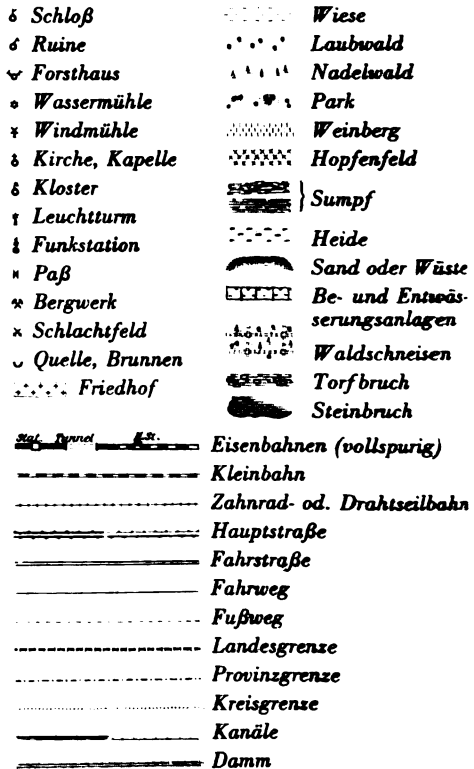 Schloß
Ruine
Forsthaus
Wassermühle
Windmühle
Kirche, Kapelle
Kloster
Leuchtturm
Funkstation
Paß
Bergwerk
Schlachtfeld
Quelle, Brunnen
Friedhof
Wiese
Laubwald
Nadelwald
Park
Weinberg
Hopfenfeld
Sumpf
Heide
Sand oder Wüste
Be- und Entwäs-
serungsanlagen
Waldschneisen
Torfbruch
Steinbruch
Stat. Tunnel H-St.
Eisenbahnen (vollspurig)
Kleinbahn
Zahnrad- od. Drahtseilbahn
Hauptstraße
Fahrstraße
Fahrweg
Fußweg
Landesgrenze
Provinzgrenze
Kreisgrenze
Kanäle
Damm